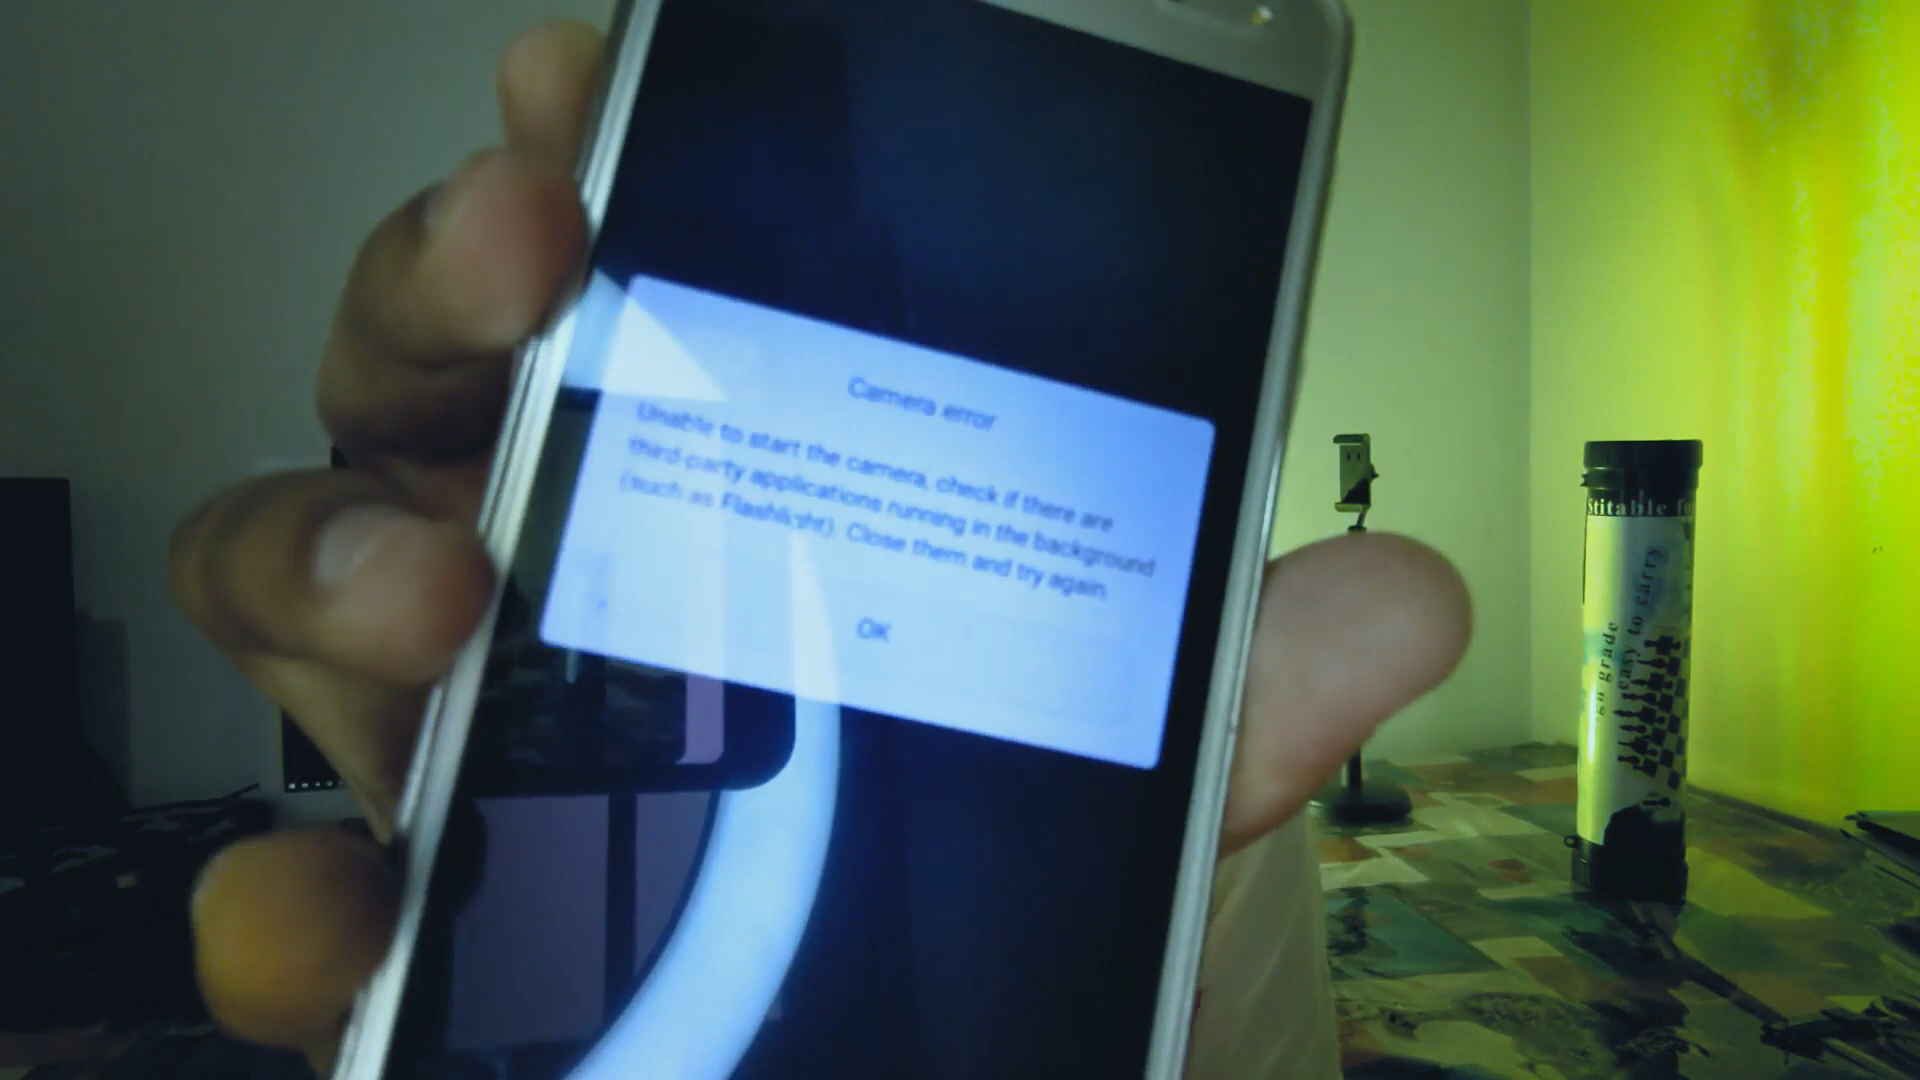 Camera error
Unable to start the camera, check if there are
third-party applications running in the background
(such as Flashlight). Close them and try again.
OK
Stitable fo
grade
easy to carry